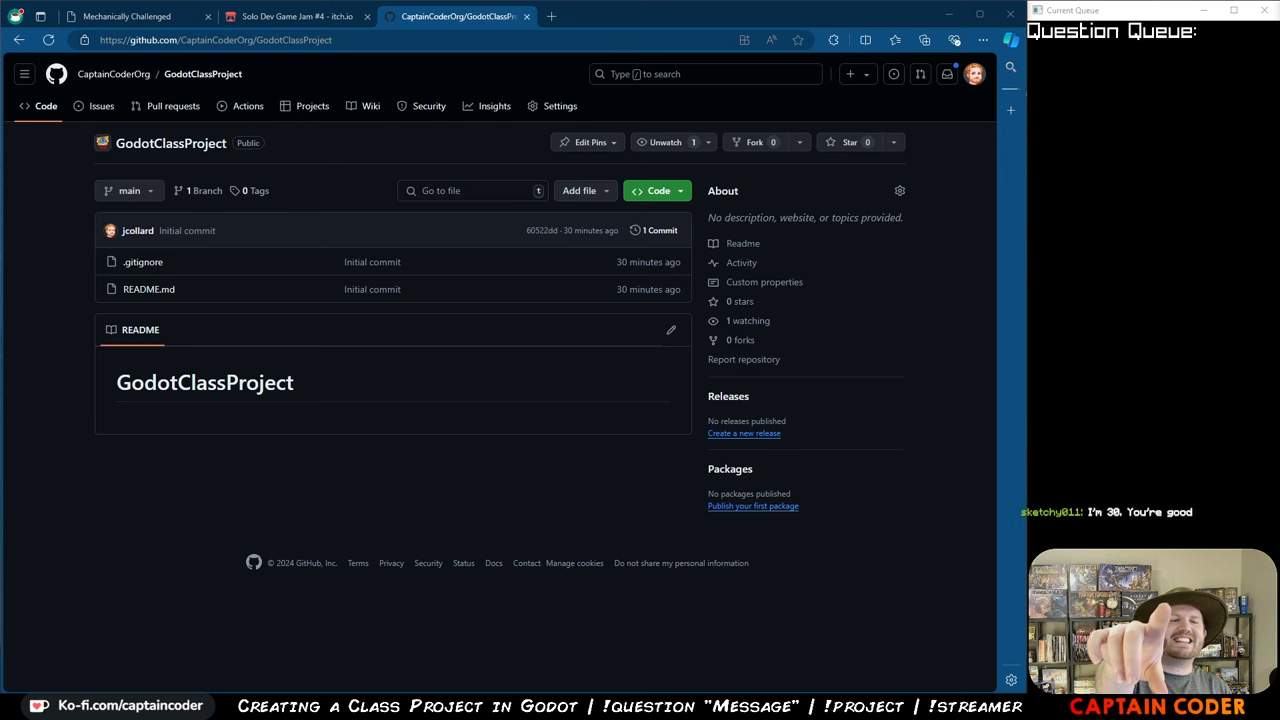 Mechanically Challenged
Solo Dev Game Jam #4 - itch.i
CaptainCoderOrg/GodotClassPr
Current Queue
https://github.com/CaptainCoderOrg/GodotClassProject
Question Queue:
CaptainCoderOrg / GodotClassProject
Type / to search
Code
Issues
Pull requests
Actions
Projects
Wiki
Security
Insights
Settings
GodotClassProject Public
Edit Pins
Unwatch 1
Fork 0
Star 0
main
1 Branch
0 Tags
Go to file t
Add file
Code
About
No description, website, or topics provided.
jcollard Initial commit
60522dd · 30 minutes ago
1 Commit
.gitignore Initial commit 30 minutes ago
README.md Initial commit 30 minutes ago
README
GodotClassProject
Readme
Activity
Custom properties
0 stars
1 watching
0 forks
Report repository
Releases
No releases published
Create a new release
Packages
No packages published
Publish your first package
© 2024 GitHub, Inc. Terms Privacy Security Status Docs Contact Manage cookies Do not share my personal information
sketchy011: I'm 30. You're good
Ko-fi.com/captaincoder
Creating a Class Project in Godot | !question "Message" | !project | !streamer
CAPTAIN CODER